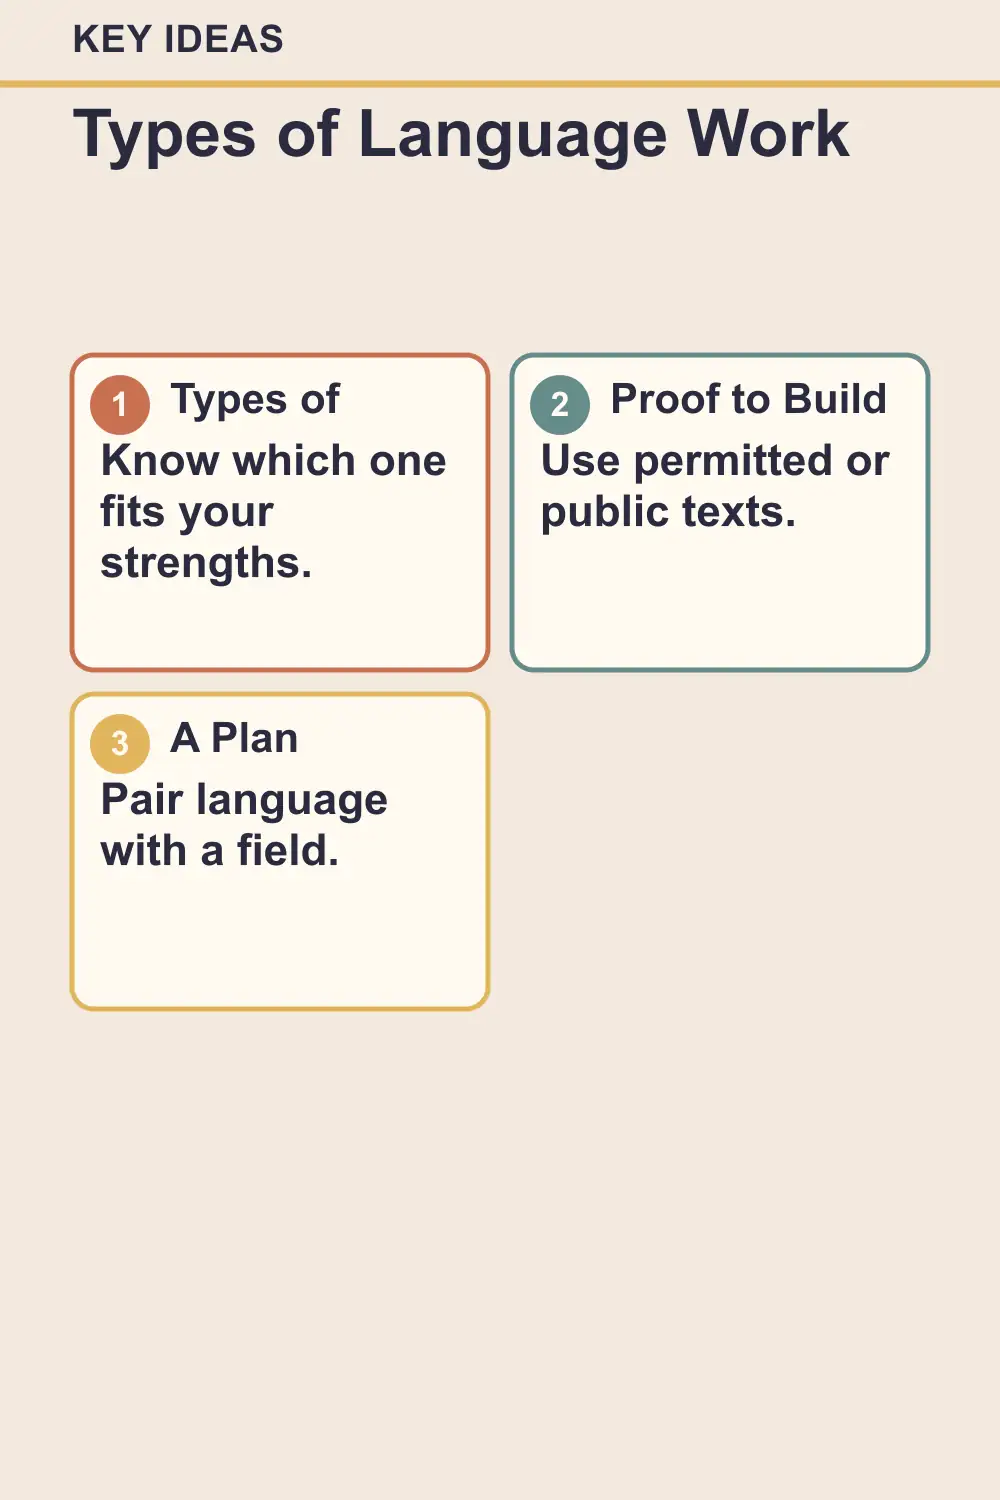 KEY IDEAS
Types of Language Work
1 Types of
Know which one
fits your
strengths.
2 Proof to Build
Use permitted or
public texts.
3 A Plan
Pair language
with a field.